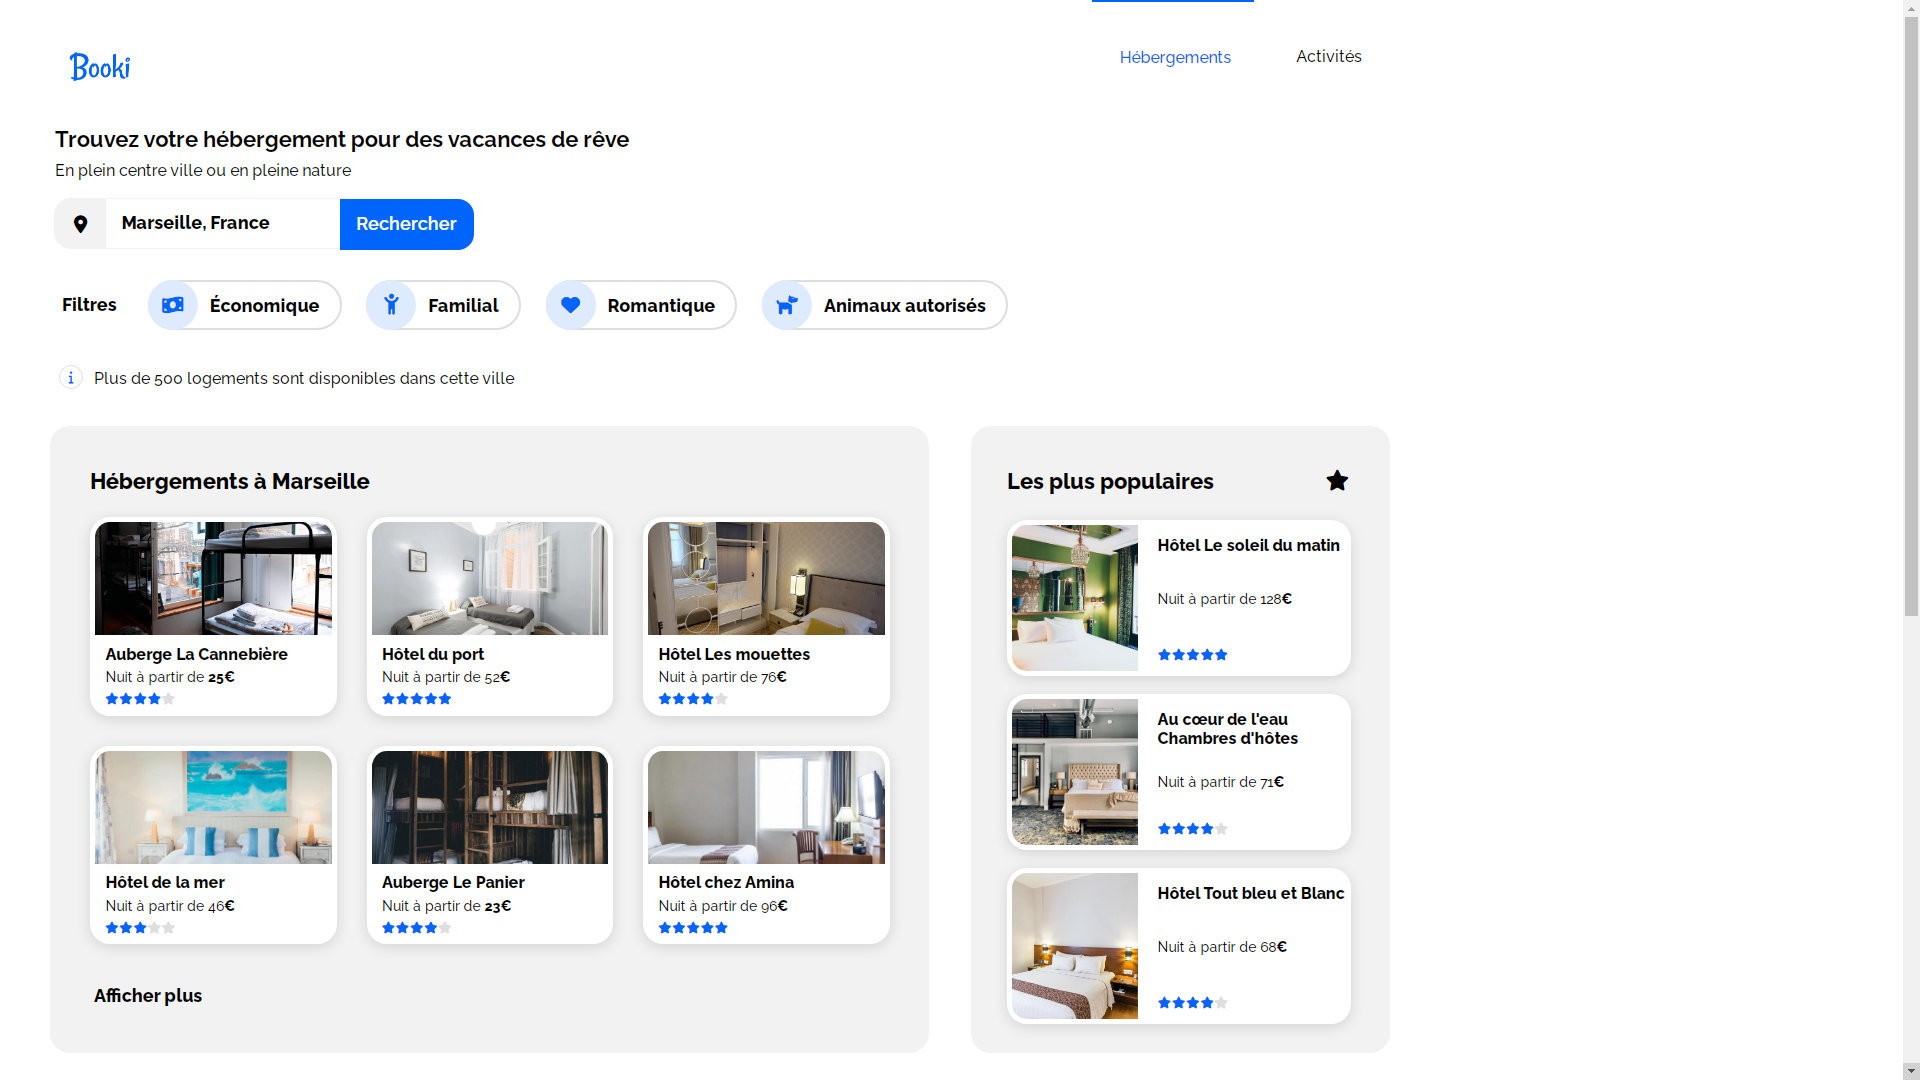 Booki
Hébergements
Activités
Trouvez votre hébergement pour des vacances de rêve
En plein centre ville ou en pleine nature
Marseille, France
Rechercher
Filtres
Économique
Familial
Romantique
Animaux autorisés
Plus de 500 logements sont disponibles dans cette ville
Hébergements à Marseille
Auberge La Cannebière
Nuit à partir de 25€
Hôtel du port
Nuit à partir de 52€
Hôtel Les mouettes
Nuit à partir de 76€
Hôtel de la mer
Nuit à partir de 46€
Auberge Le Panier
Nuit à partir de 23€
Hôtel chez Amina
Nuit à partir de 96€
Afficher plus
Les plus populaires
Hôtel Le soleil du matin
Nuit à partir de 128€
Au cœur de l'eau
Chambres d'hôtes
Nuit à partir de 71€
Hôtel Tout bleu et Blanc
Nuit à partir de 68€